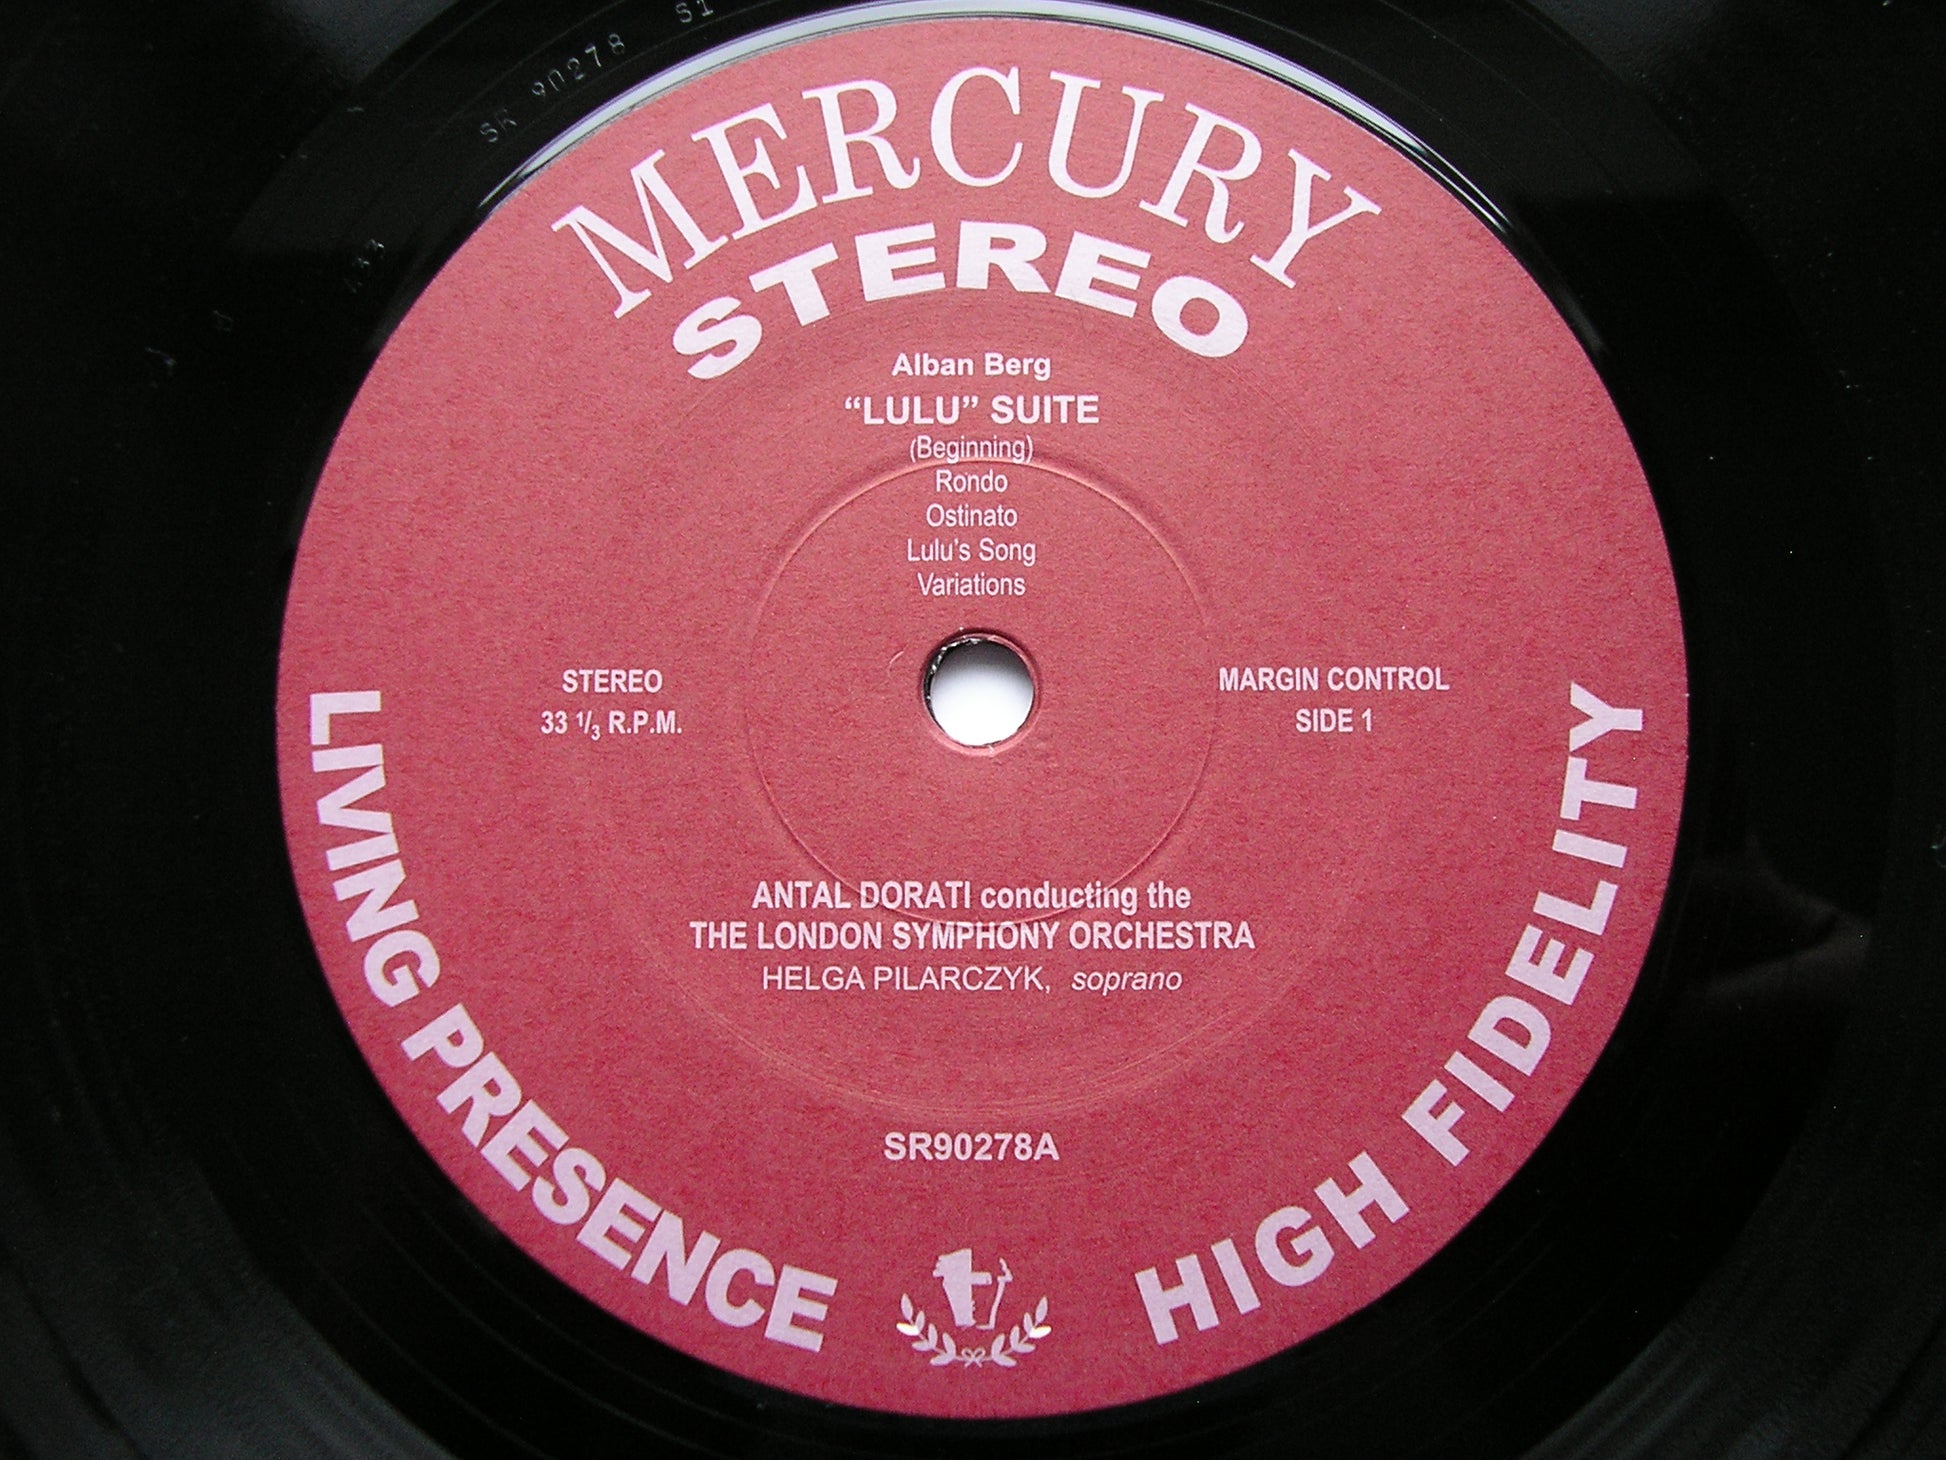 SR 90278 S1
MERCURY
STEREO
Alban Berg
“LULU” SUITE
(Beginning)
Rondo
Ostinato
Lulu’s Song
Variations
STEREO
33 1/3 R.P.M.
MARGIN CONTROL
SIDE 1
ANTAL DORATI conducting the
THE LONDON SYMPHONY ORCHESTRA
HELGA PILARCZYK, soprano
SR90278A
LIVING PRESENCE
HIGH FIDELITY